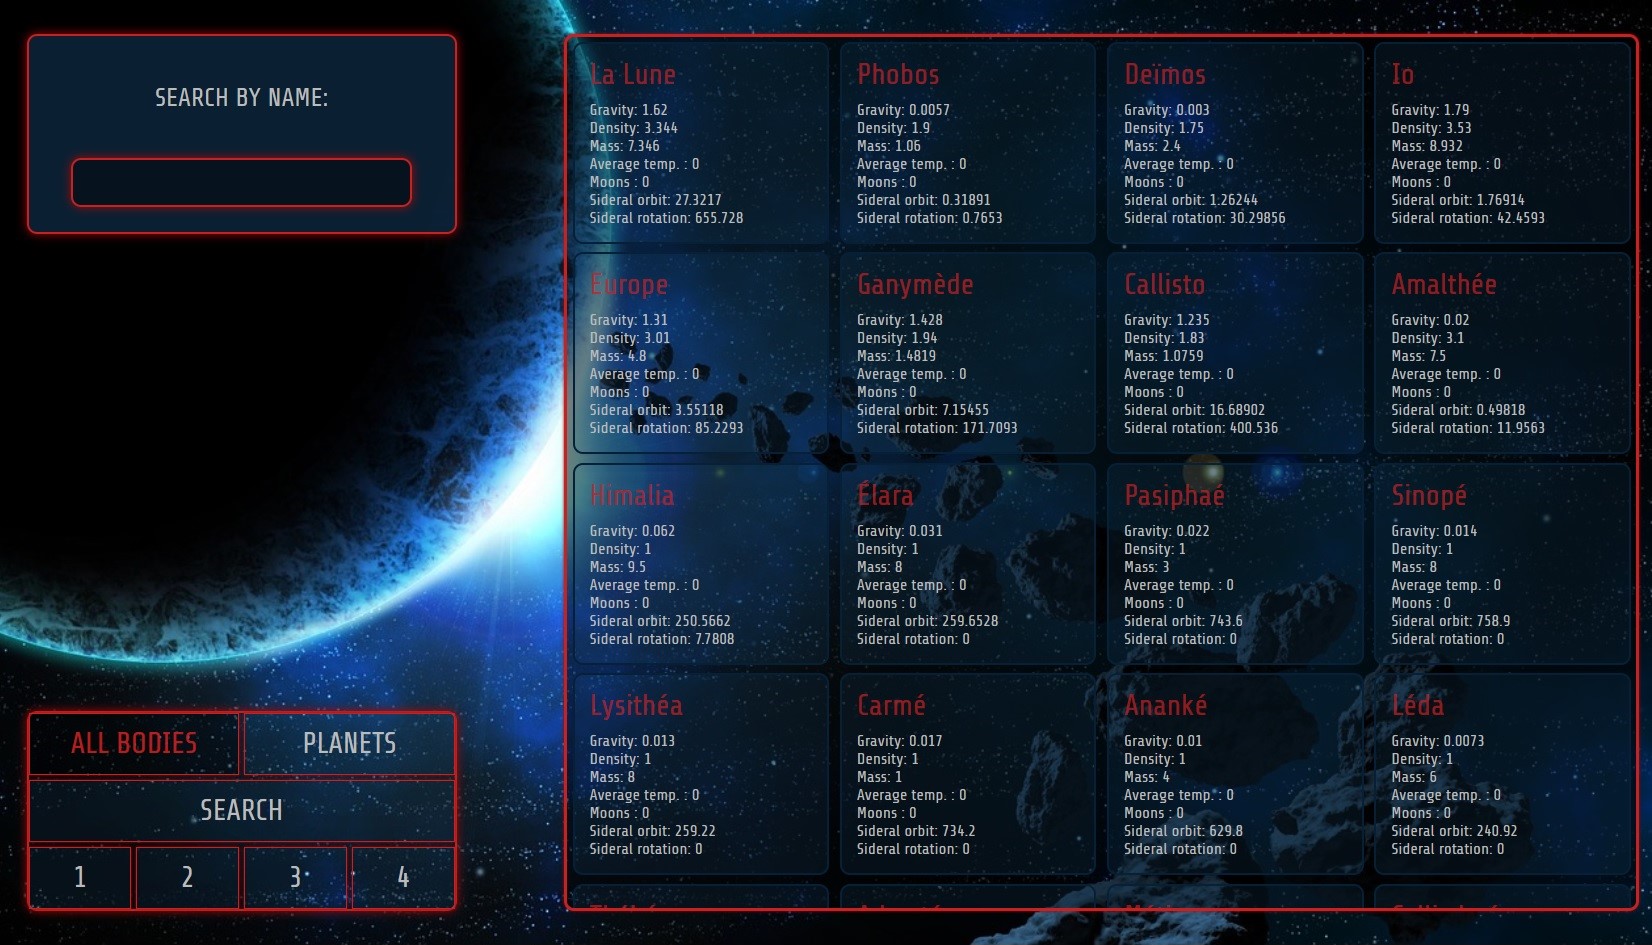 SEARCH BY NAME:
ALL BODIES
PLANETS
SEARCH
1
2
3
4
La Lune
Gravity: 1.62
Density: 3.344
Mass: 7.346
Average temp. : 0
Moons : 0
Sideral orbit: 27.3217
Sideral rotation: 655.728
Phobos
Gravity: 0.0057
Density: 1.9
Mass: 1.06
Average temp. : 0
Moons : 0
Sideral orbit: 0.31891
Sideral rotation: 0.7653
Deïmos
Gravity: 0.003
Density: 1.75
Mass: 2.4
Average temp. : 0
Moons : 0
Sideral orbit: 1.26244
Sideral rotation: 30.29856
Io
Gravity: 1.79
Density: 3.53
Mass: 8.932
Average temp. : 0
Moons : 0
Sideral orbit: 1.76914
Sideral rotation: 42.4593
Europe
Gravity: 1.31
Density: 3.01
Mass: 4.8
Average temp. : 0
Moons : 0
Sideral orbit: 3.55118
Sideral rotation: 85.2293
Ganymède
Gravity: 1.428
Density: 1.94
Mass: 1.4819
Average temp. : 0
Moons : 0
Sideral orbit: 7.15455
Sideral rotation: 171.7093
Callisto
Gravity: 1.235
Density: 1.83
Mass: 1.0759
Average temp. : 0
Moons : 0
Sideral orbit: 16.68902
Sideral rotation: 400.536
Amalthée
Gravity: 0.02
Density: 3.1
Mass: 7.5
Average temp. : 0
Moons : 0
Sideral orbit: 0.49818
Sideral rotation: 11.9563
Himalia
Gravity: 0.062
Density: 1
Mass: 9.5
Average temp. : 0
Moons : 0
Sideral orbit: 250.5662
Sideral rotation: 7.7808
Élara
Gravity: 0.031
Density: 1
Mass: 8
Average temp. : 0
Moons : 0
Sideral orbit: 259.6528
Sideral rotation: 0
Pasiphaé
Gravity: 0.022
Density: 1
Mass: 3
Average temp. : 0
Moons : 0
Sideral orbit: 743.6
Sideral rotation: 0
Sinopé
Gravity: 0.014
Density: 1
Mass: 8
Average temp. : 0
Moons : 0
Sideral orbit: 758.9
Sideral rotation: 0
Lysithéa
Gravity: 0.013
Density: 1
Mass: 8
Average temp. : 0
Moons : 0
Sideral orbit: 259.22
Sideral rotation: 0
Carmé
Gravity: 0.017
Density: 1
Mass: 1
Average temp. : 0
Moons : 0
Sideral orbit: 734.2
Sideral rotation: 0
Ananké
Gravity: 0.01
Density: 1
Mass: 4
Average temp. : 0
Moons : 0
Sideral orbit: 629.8
Sideral rotation: 0
Léda
Gravity: 0.0073
Density: 1
Mass: 6
Average temp. : 0
Moons : 0
Sideral orbit: 240.92
Sideral rotation: 0